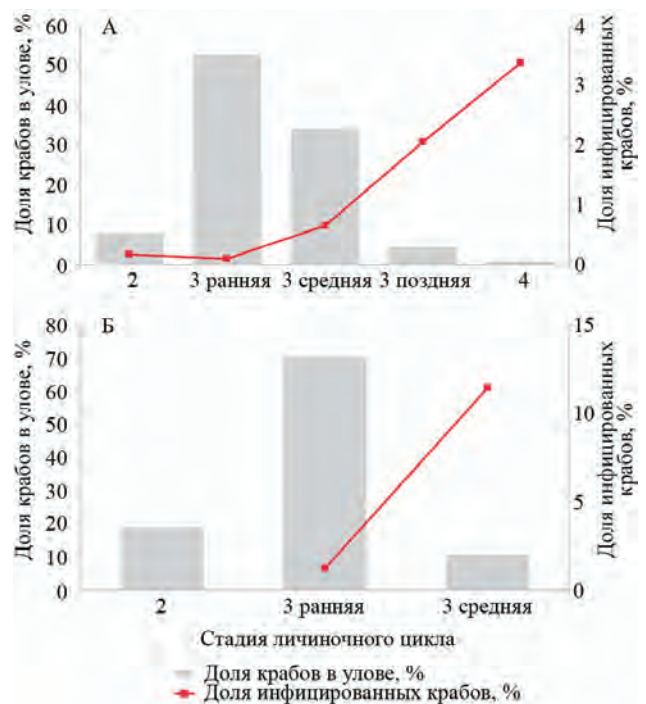 А
Доля крабов в улове, %
60
50
40
30
20
10
0
Доля инфицированных
крабов, %
4
3
2
1
0
2 3 ранняя 3 средняя 3 поздняя 4
Б
Доля крабов в улове, %
80
70
60
50
40
30
20
10
0
Доля инфицированных
крабов, %
15
10
5
0
2 3 ранняя 3 средняя
Стадия личиночного цикла
Доля крабов в улове, %
Доля инфицированных крабов, %